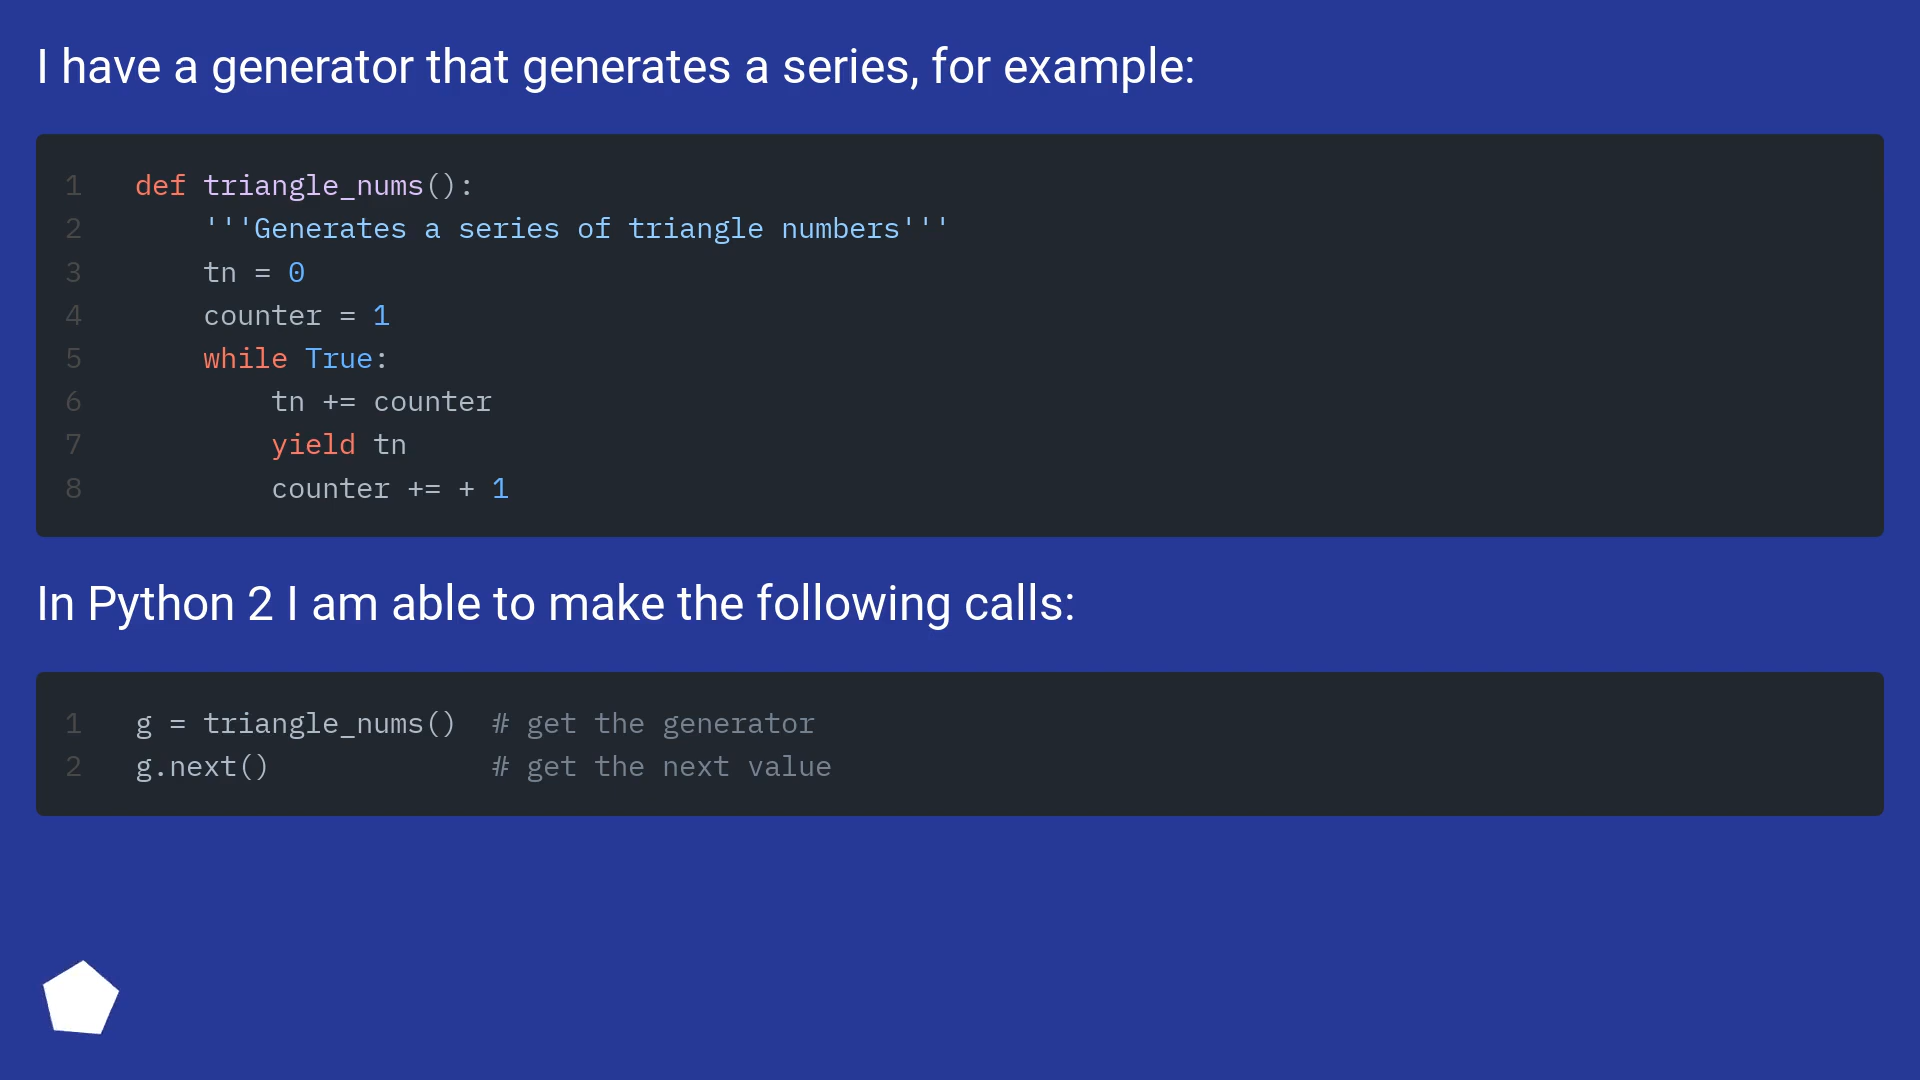 I have a generator that generates a series, for example:
1 def triangle_nums():
2     '''Generates a series of triangle numbers'''
3     tn = 0
4     counter = 1
5     while True:
6         tn += counter
7         yield tn
8         counter += + 1
In Python 2 I am able to make the following calls:
1 g = triangle_nums()  # get the generator
2 g.next()             # get the next value